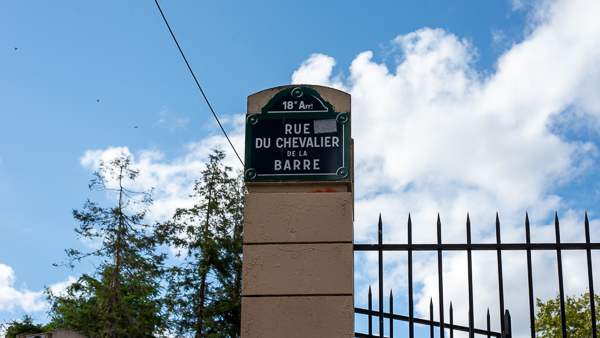 18e Arrt
RUE
DU CHEVALIER
DE LA
BARRE